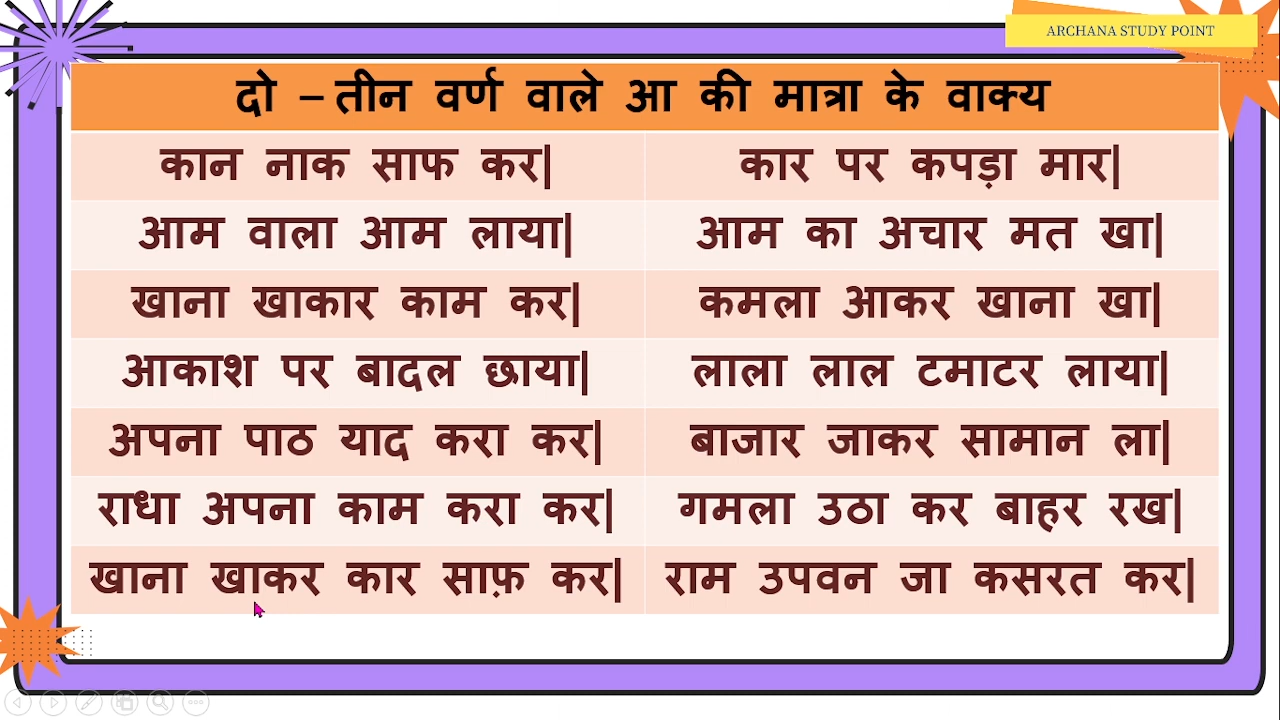 ARCHANA STUDY POINT
दो – तीन वर्ण वाले आ की मात्रा के वाक्य
कान नाक साफ कर| कार पर कपड़ा मार|
आम वाला आम लाया| आम का अचार मत खा|
खाना खाकार काम कर| कमला आकर खाना खा|
आकाश पर बादल छाया| लाला लाल टमाटर लाया|
अपना पाठ याद करा कर| बाजार जाकर सामान ला|
राधा अपना काम करा कर| गमला उठा कर बाहर रख|
खाना खाकर कार साफ़ कर| राम उपवन जा कसरत कर|